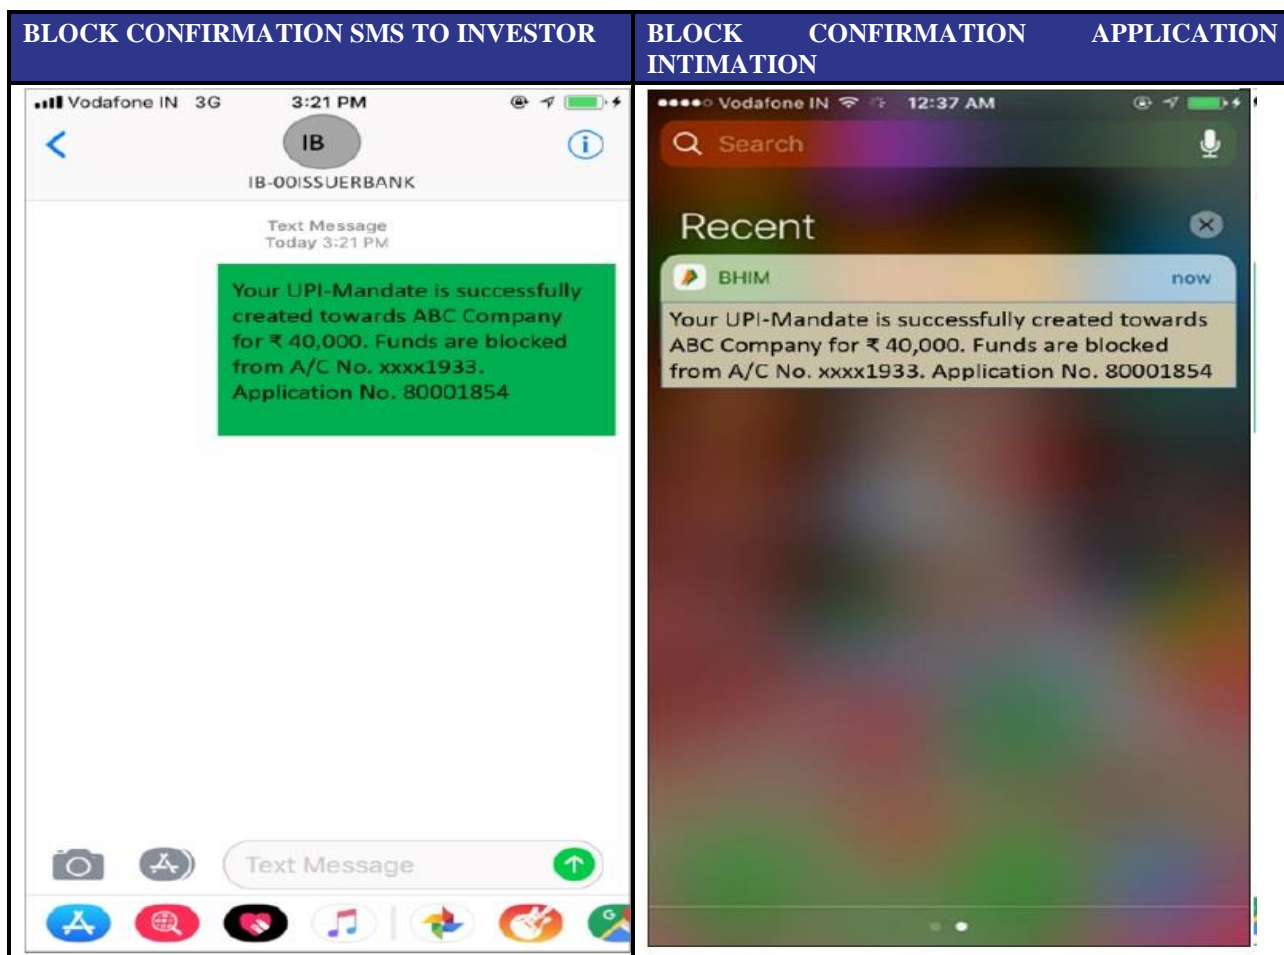 BLOCK CONFIRMATION SMS TO INVESTOR
BLOCK CONFIRMATION APPLICATION
INTIMATION
Vodafone IN 3G 3:21 PM
IB
IB-00ISSUERBANK
Text Message
Today 3:21 PM
Your UPI-Mandate is successfully
created towards ABC Company
for ₹ 40,000. Funds are blocked
from A/C No. xxxx1933.
Application No. 80001854
Text Message
G
Vodafone IN 12:37 AM
Search
Recent
BHIM now
Your UPI-Mandate is successfully created towards
ABC Company for ₹ 40,000. Funds are blocked
from A/C No. xxxx1933. Application No. 80001854